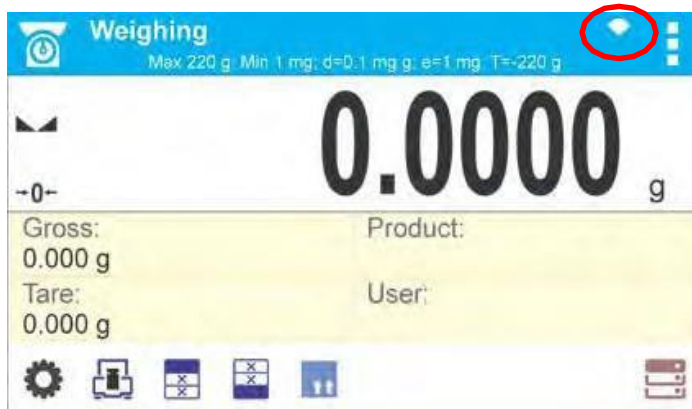 Weighing
Max 220 g; Min 1 mg; d=0.1 mg g; e=1 mg T=-220 g
0.0000 g
→0←
Gross:
0.000 g
Product:
Tare:
0.000 g
User: